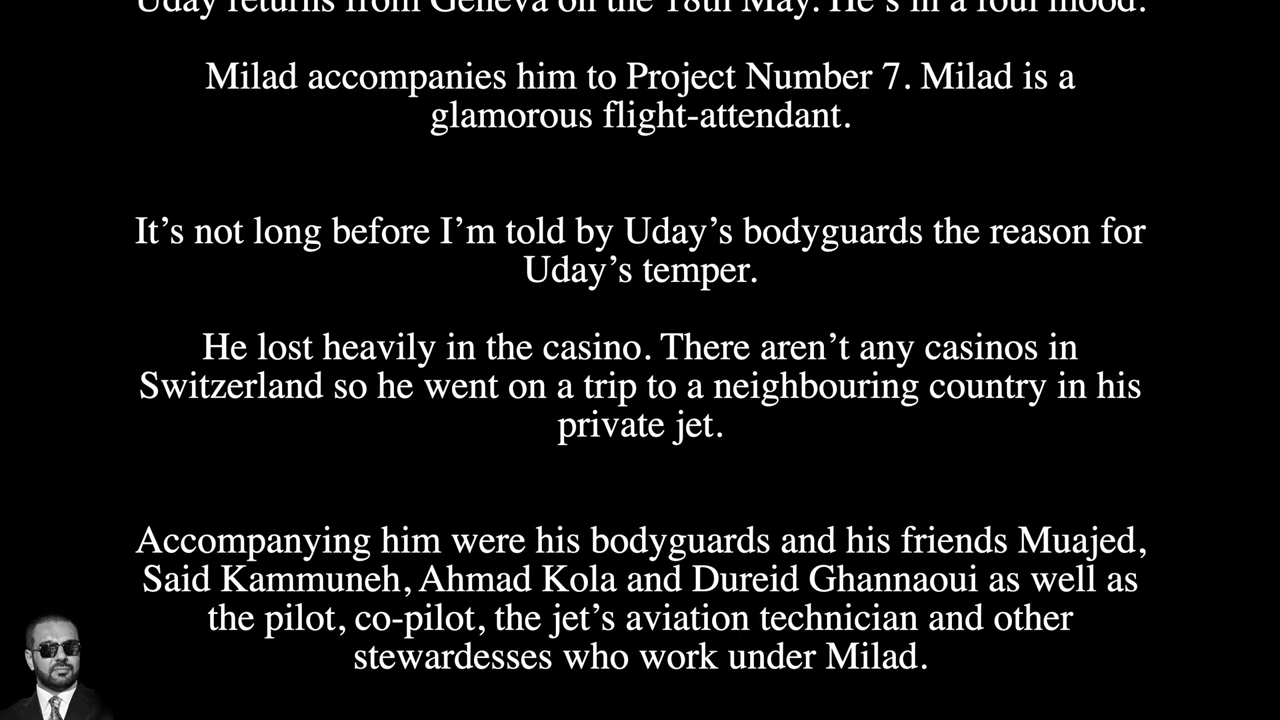 Uday returns from Geneva on the 18th May. He's in a foul mood.
Milad accompanies him to Project Number 7. Milad is a
glamorous flight-attendant.
It’s not long before I’m told by Uday’s bodyguards the reason for
Uday’s temper.
He lost heavily in the casino. There aren’t any casinos in
Switzerland so he went on a trip to a neighbouring country in his
private jet.
Accompanying him were his bodyguards and his friends Muajed,
Said Kammuneh, Ahmad Kola and Dureid Ghannaoui as well as
the pilot, co-pilot, the jet’s aviation technician and other
stewardesses who work under Milad.